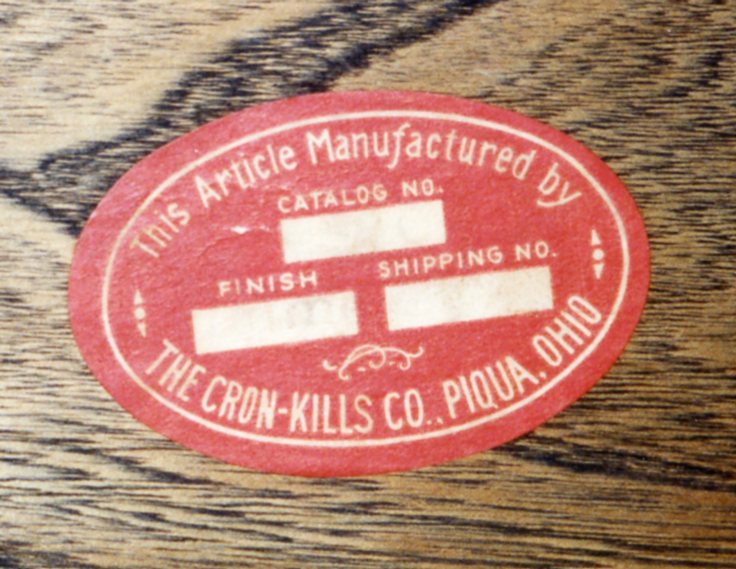 This Article Manufactured by
CATALOG NO.
FINISH
SHIPPING NO.
THE CRON-KILLS CO., PIQUA, OHIO